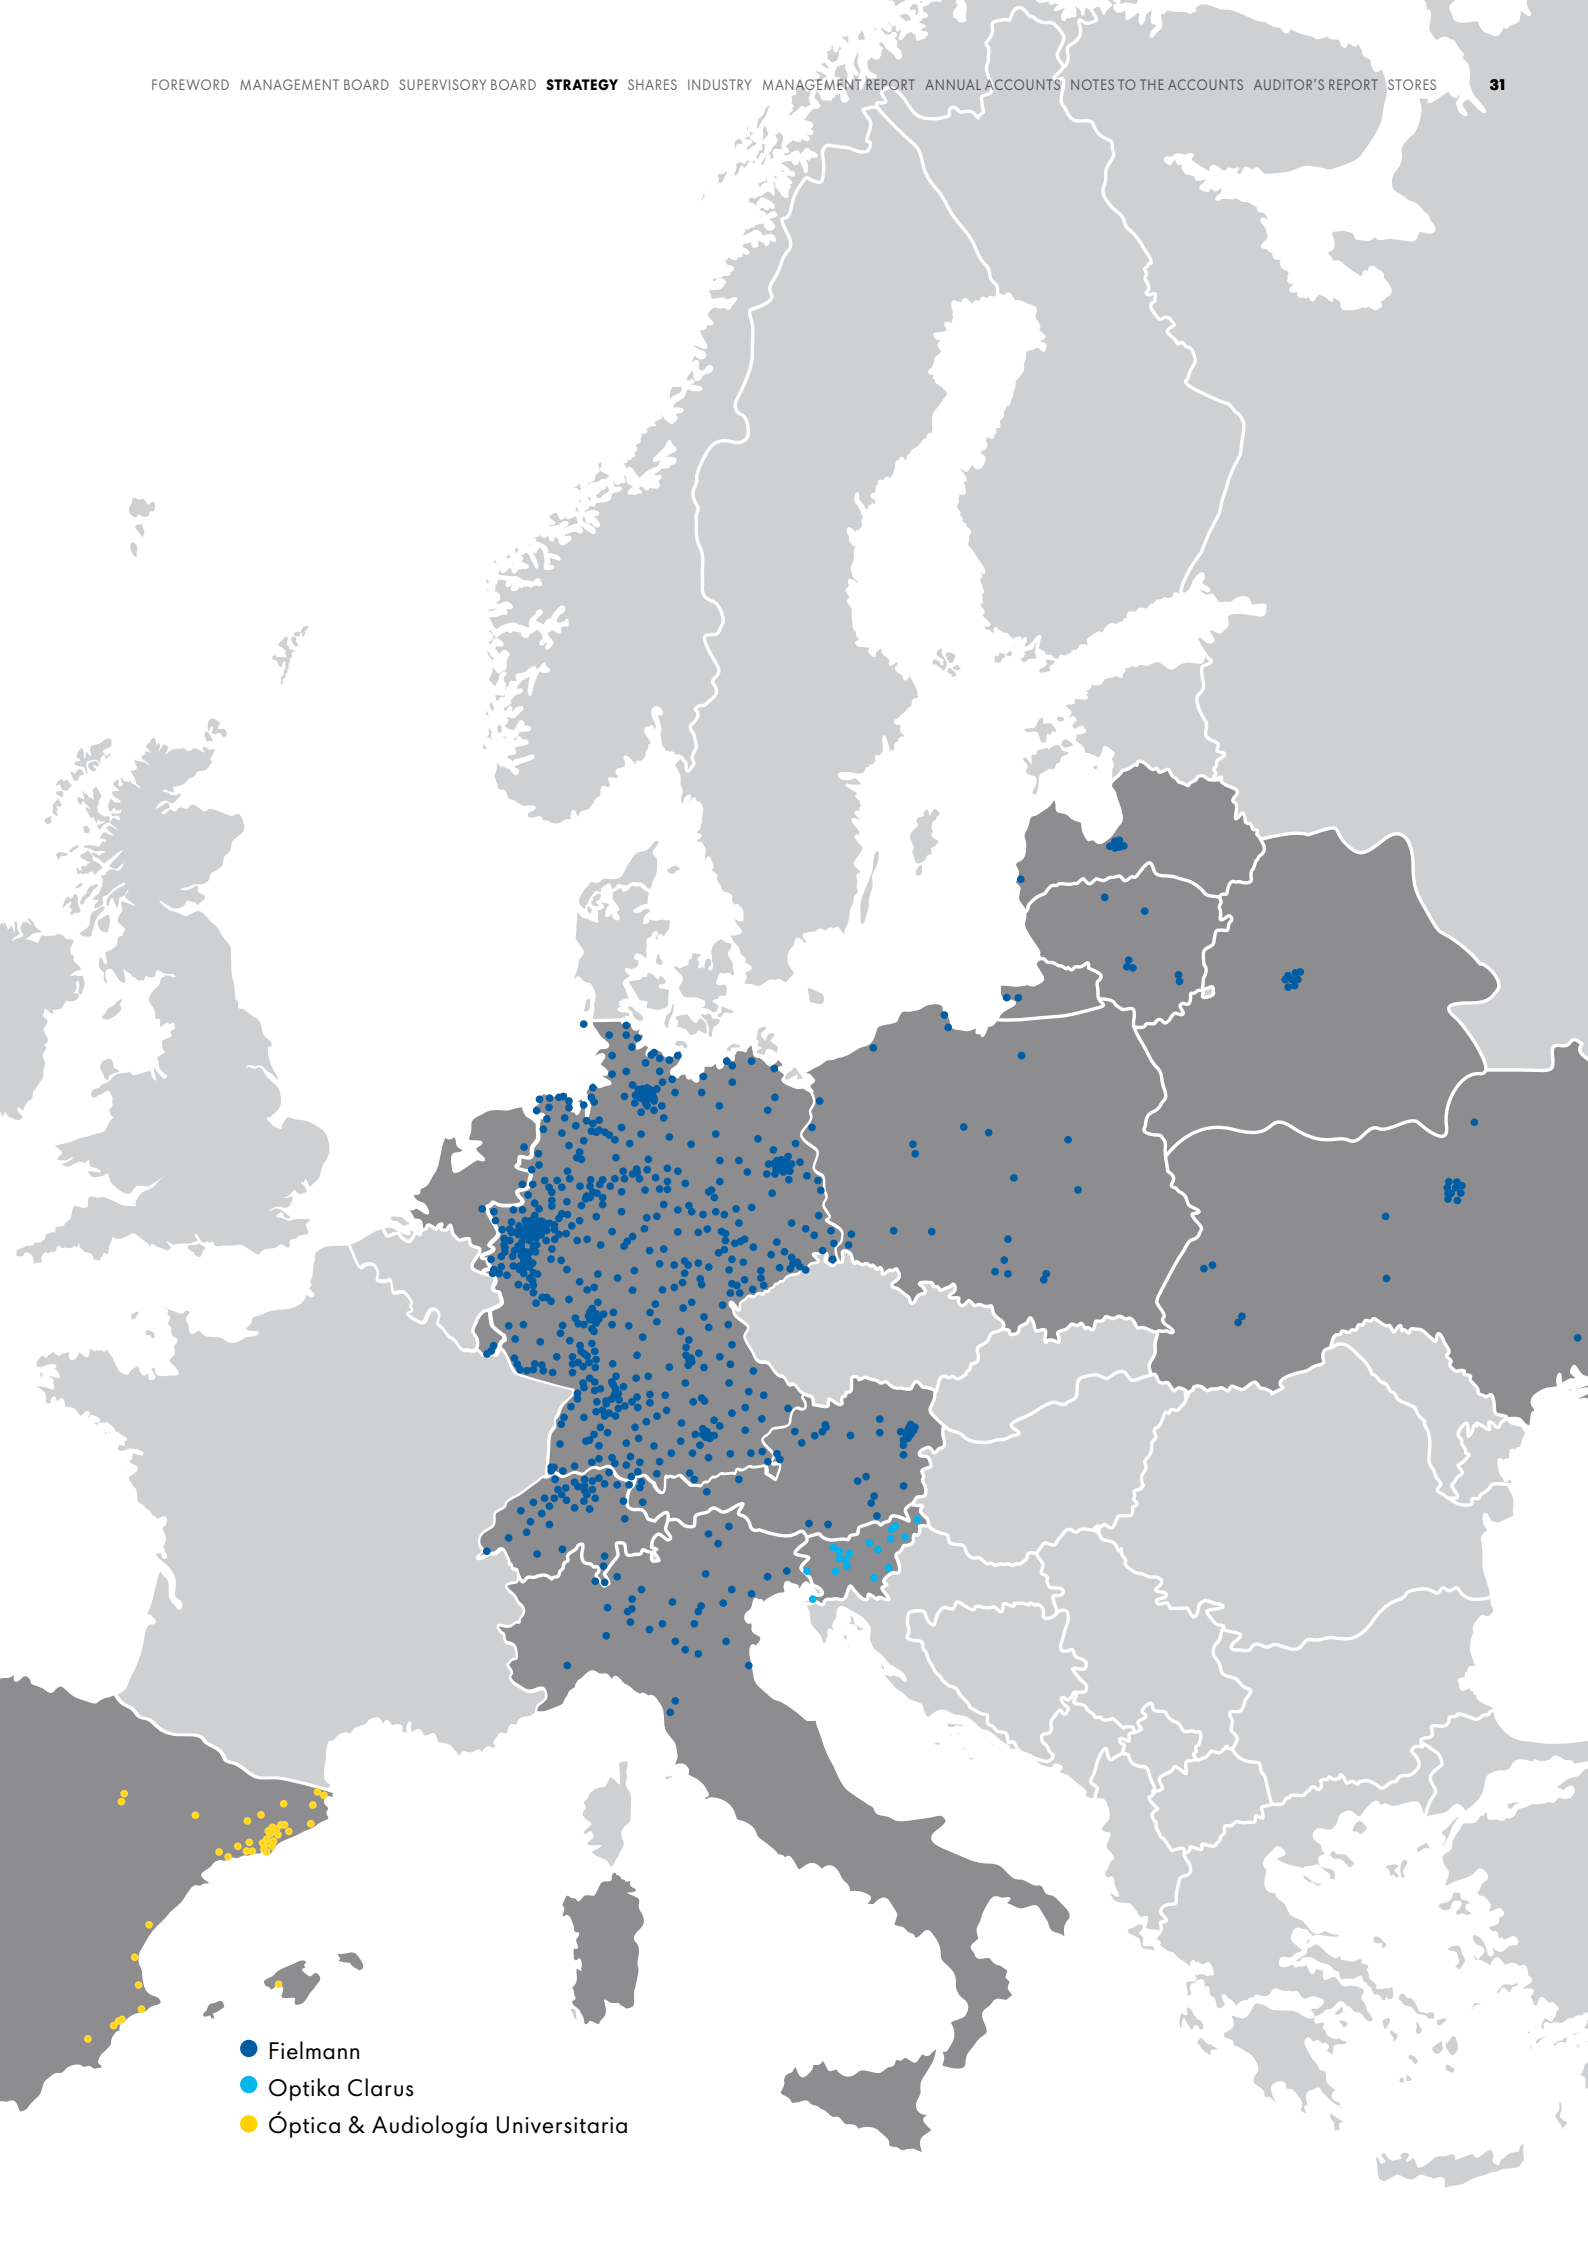 FOREWORD MANAGEMENT BOARD SUPERVISORY BOARD STRATEGY SHARES INDUSTRY MANAGEMENT REPORT ANNUAL ACCOUNTS NOTES TO THE ACCOUNTS AUDITOR'S REPORT STORES 31
Fielmann
Optika Clarus
Óptica & Audiología Universitaria